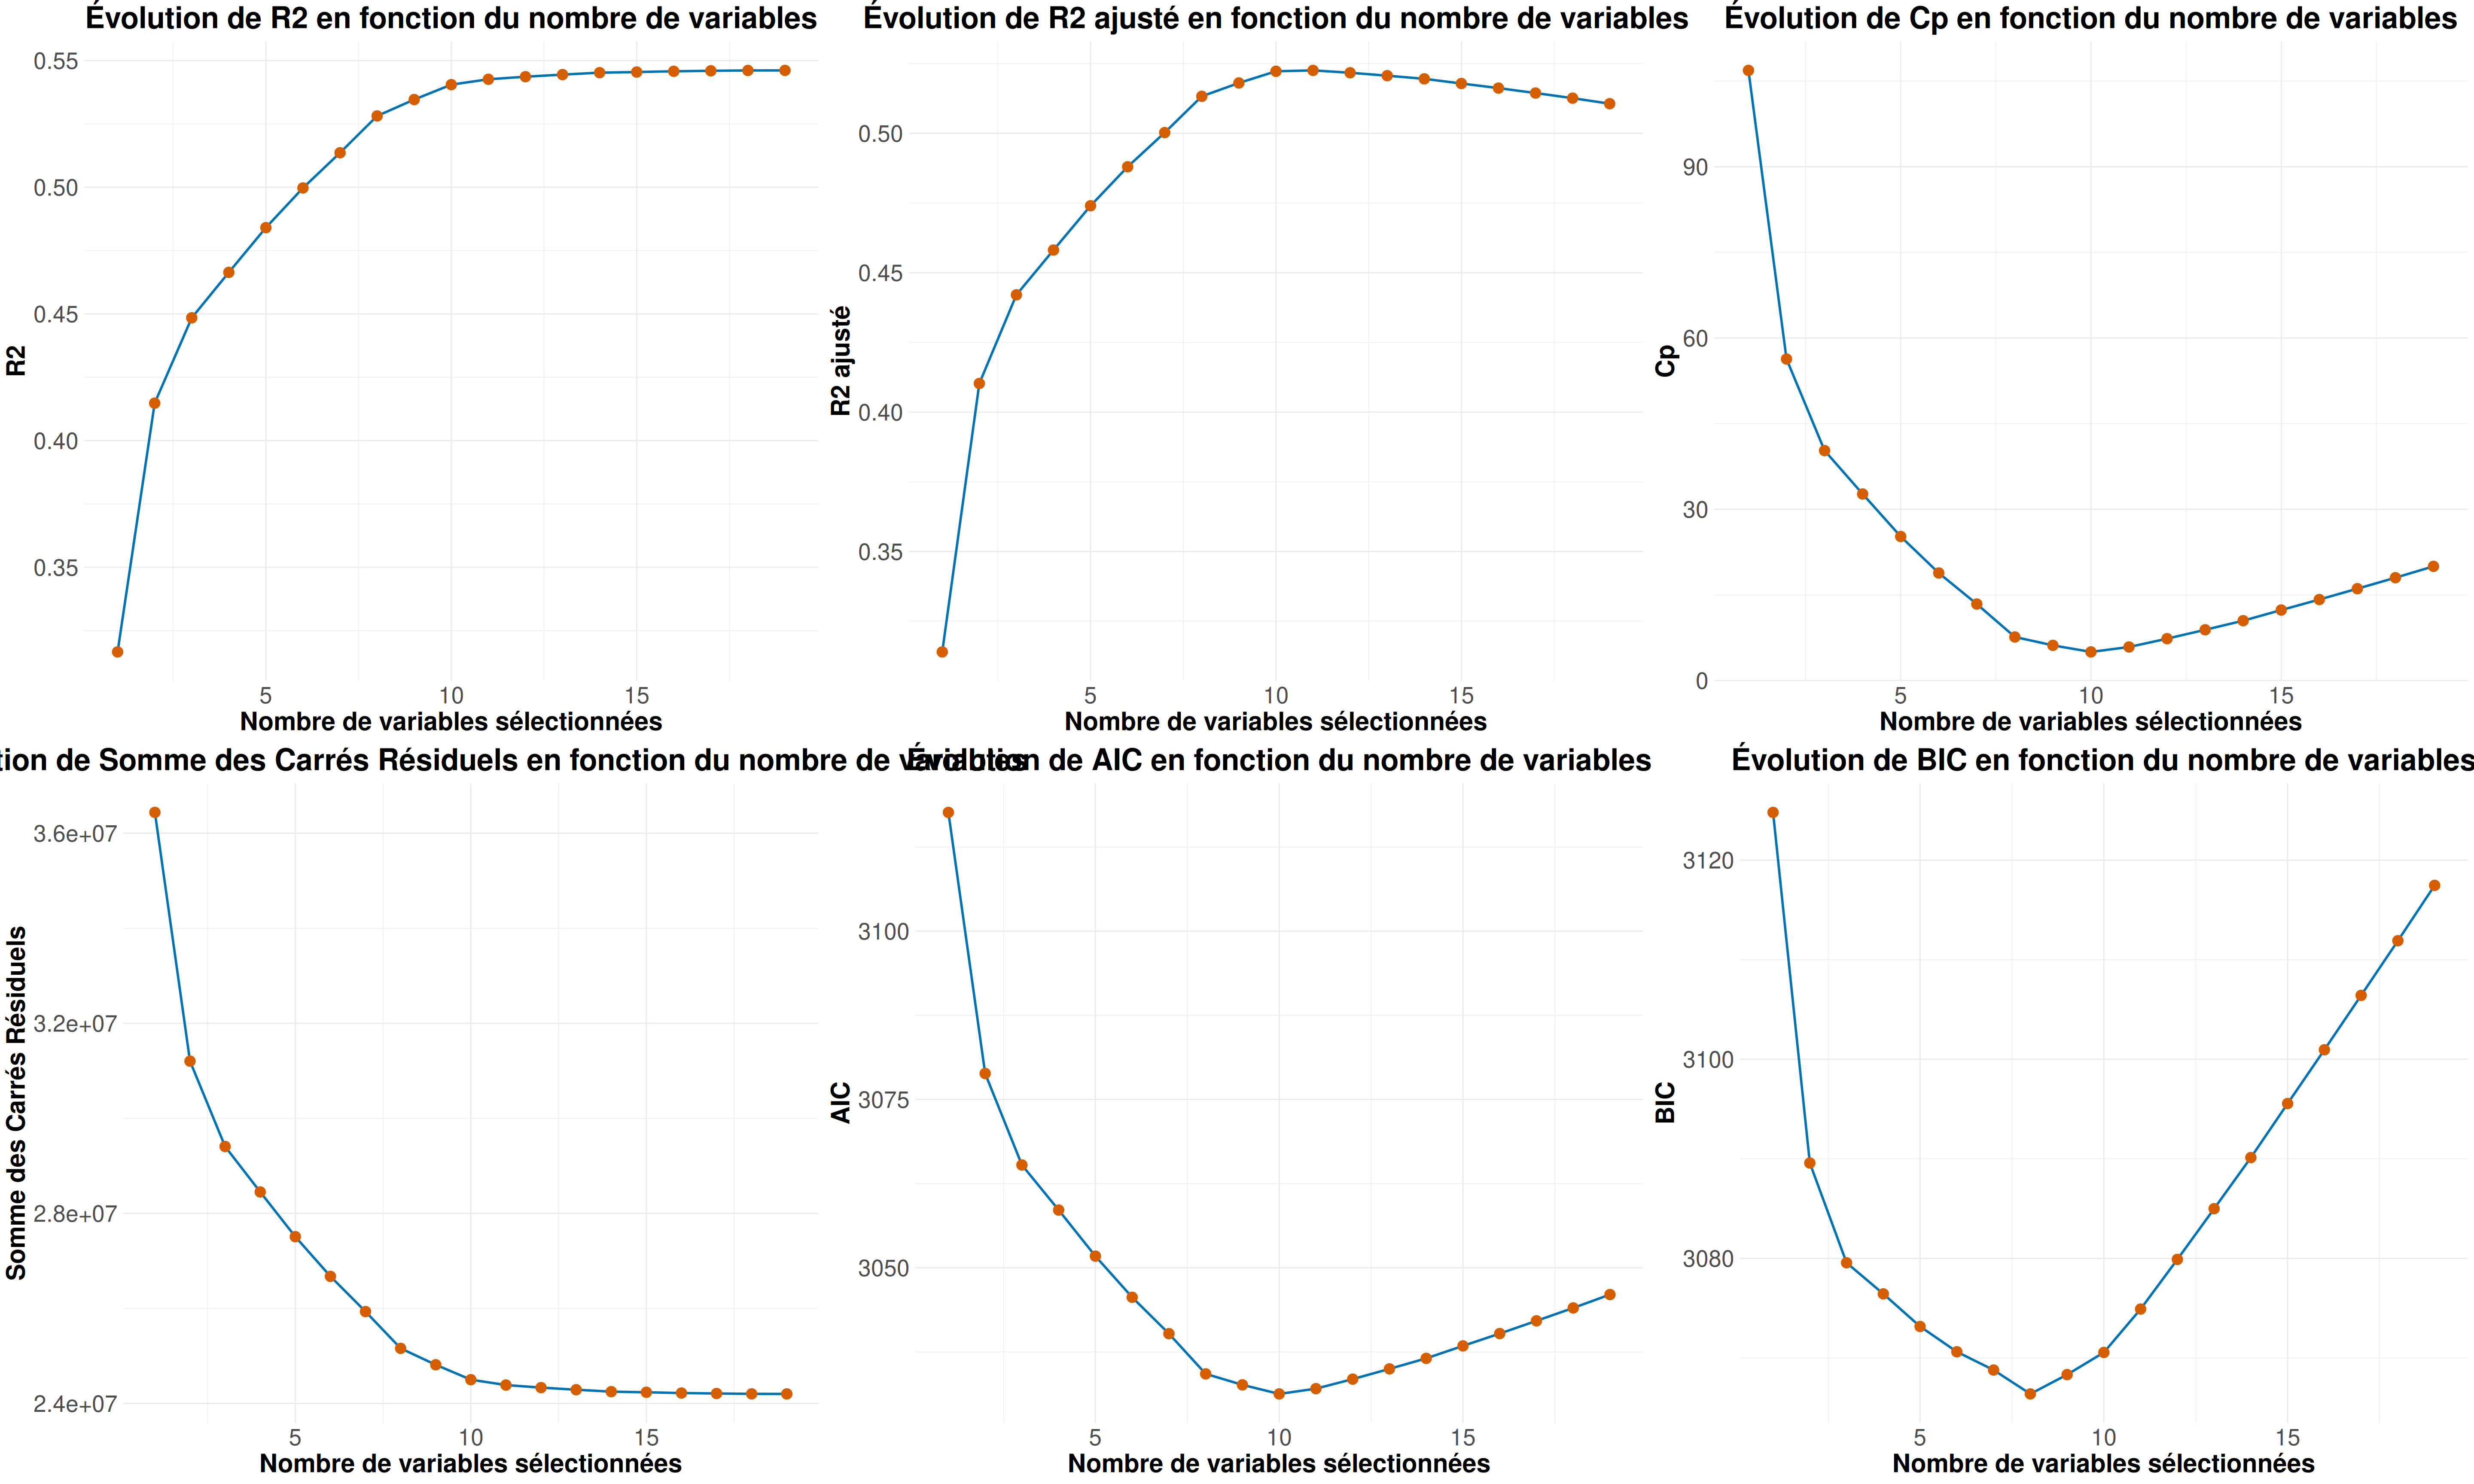 Évolution de R2 en fonction du nombre de variables
R2
0.55
0.50
0.45
0.40
0.35
5 10 15
Nombre de variables sélectionnées
Évolution de R2 ajusté en fonction du nombre de variables
R2 ajusté
0.50
0.45
0.40
0.35
5 10 15
Nombre de variables sélectionnées
Évolution de Cp en fonction du nombre de variables
Cp
90
60
30
0
5 10 15
Nombre de variables sélectionnées
tion de Somme des Carrés Résiduels en fonction du nombre de variables
Somme des Carrés Résiduels
3.6e+07
3.2e+07
2.8e+07
2.4e+07
5 10 15
Nombre de variables sélectionnées
Évolution de AIC en fonction du nombre de variables
AIC
3100
3075
3050
5 10 15
Nombre de variables sélectionnées
Évolution de BIC en fonction du nombre de variables
BIC
3120
3100
3080
5 10 15
Nombre de variables sélectionnées